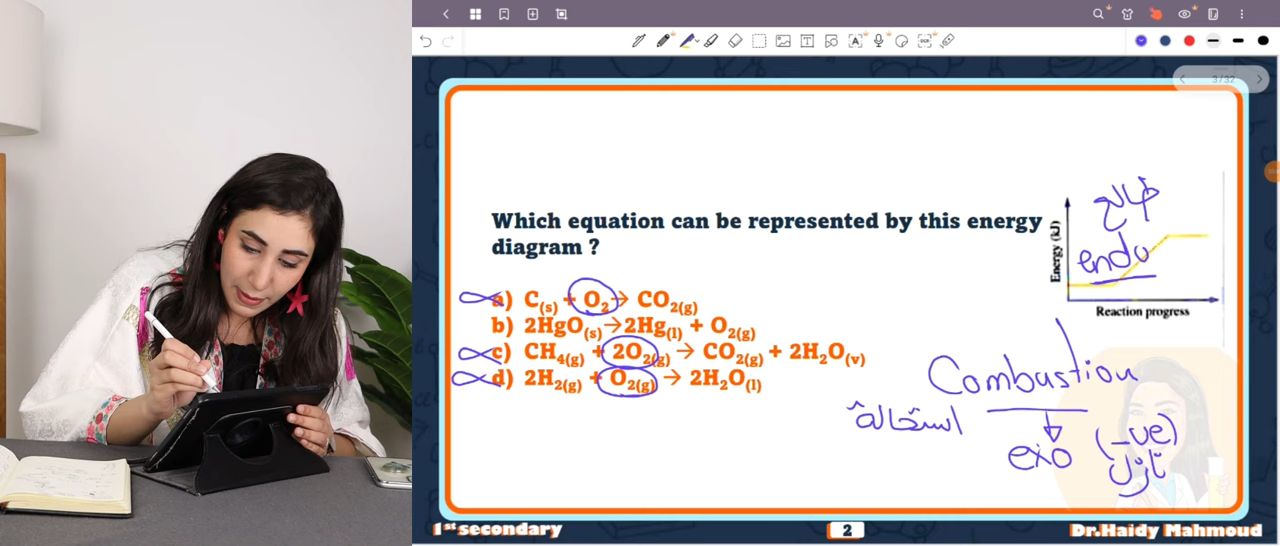 3/32
Which equation can be represented by this energy
diagram ?
a) C(s) + O₂ → CO₂(g)
b) 2HgO(s) → 2Hg(l) + O₂(g)
c) CH₄(g) + 2O₂(g) → CO₂(g) + 2H₂O(v)
d) 2H₂(g) + O₂(g) → 2H₂O(l)
Energy (kJ)
طالع
endo
Reaction progress
Combustion
استحالة
exo (-ve)
نازل
1st secondary
2
Dr.Haidy Mahmoud